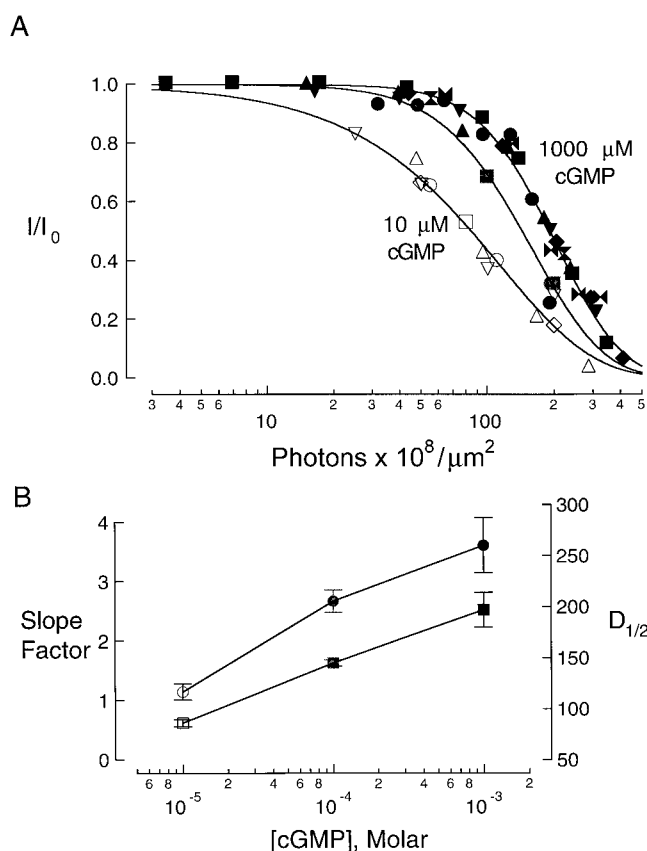 A
1.0
0.8
0.6
0.4
0.2
0.0
I/I0
1000 μM
cGMP
10 μM
cGMP
3 4 5 6 10 2 3 4 5 6 100 2 3 4 5
Photons x 10^8/μm^2
B
4
3
2
1
0
Slope
Factor
300
250
200
150
100
50
D1/2
6 8 10^-5 2 4 6 8 10^-4 2 4 6 8 10^-3 2
[cGMP], Molar